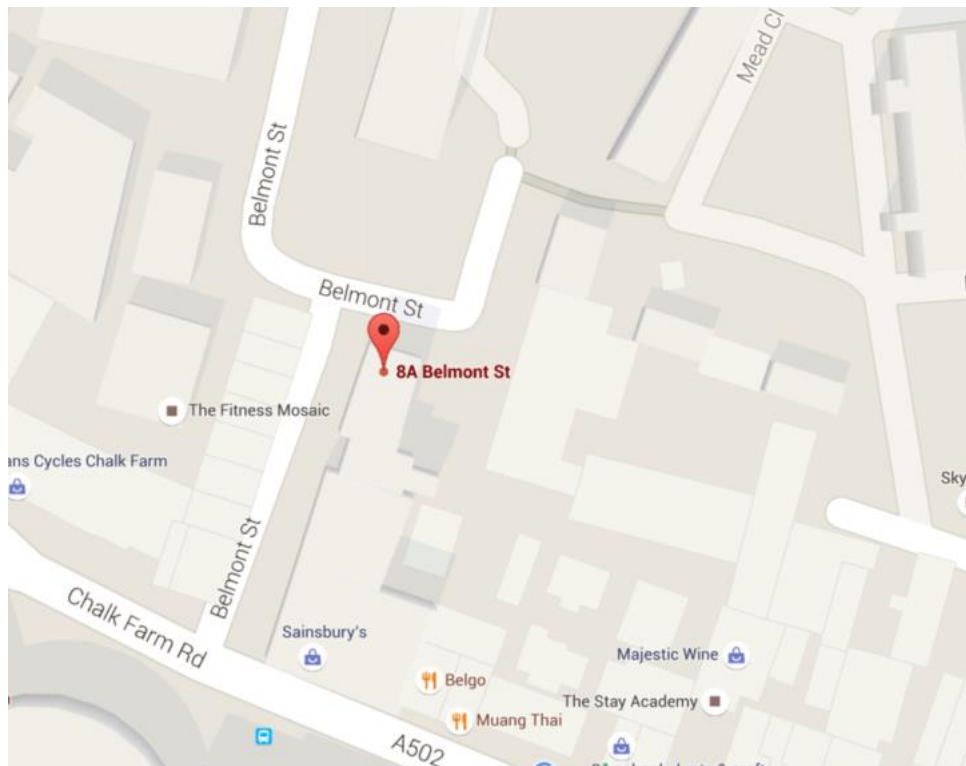 Mead Cl
Belmont St
Belmont St
8A Belmont St
The Fitness Mosaic
ans Cycles Chalk Farm
Sky
Belmont St
Chalk Farm Rd
Sainsbury's
Majestic Wine
Belgo
The Stay Academy
Muang Thai
A502